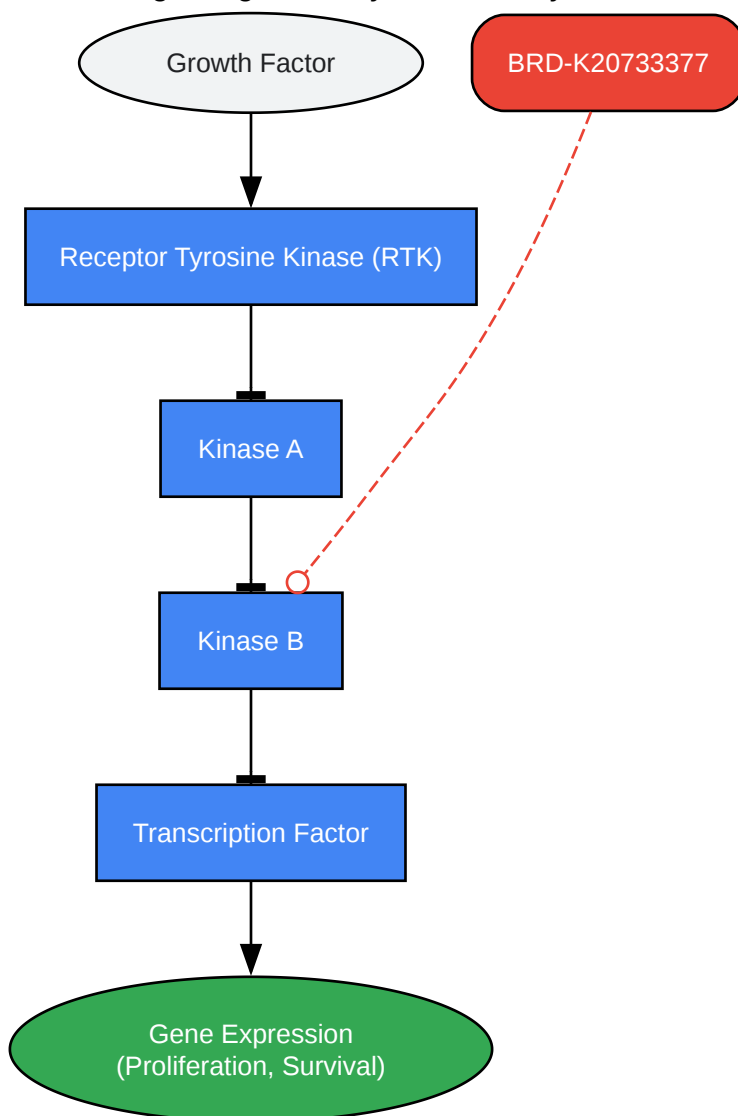 Growth Factor
BRD-K20733377
Receptor Tyrosine Kinase (RTK)
Kinase A
Kinase B
Transcription Factor
Gene Expression
(Proliferation, Survival)